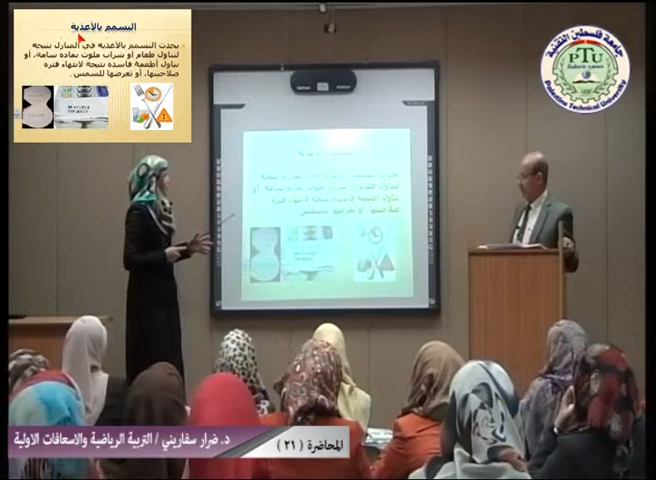 التسمم بالأغذية
يحدث التسمم بالأغذية في المنازل نتيجة
لتناول طعام أو شراب ملوث بمادة سامة، أو
تناول أطعمة فاسدة نتيجة لانتهاء فترة
صلاحيتها، أو تعرضها للشمس.
جامعة فلسطين التقنية
PTU
Palestine Technical University
د. ضرار سفاريني / التربية الرياضية والاسعافات الاولية
المحاضرة (٢١)